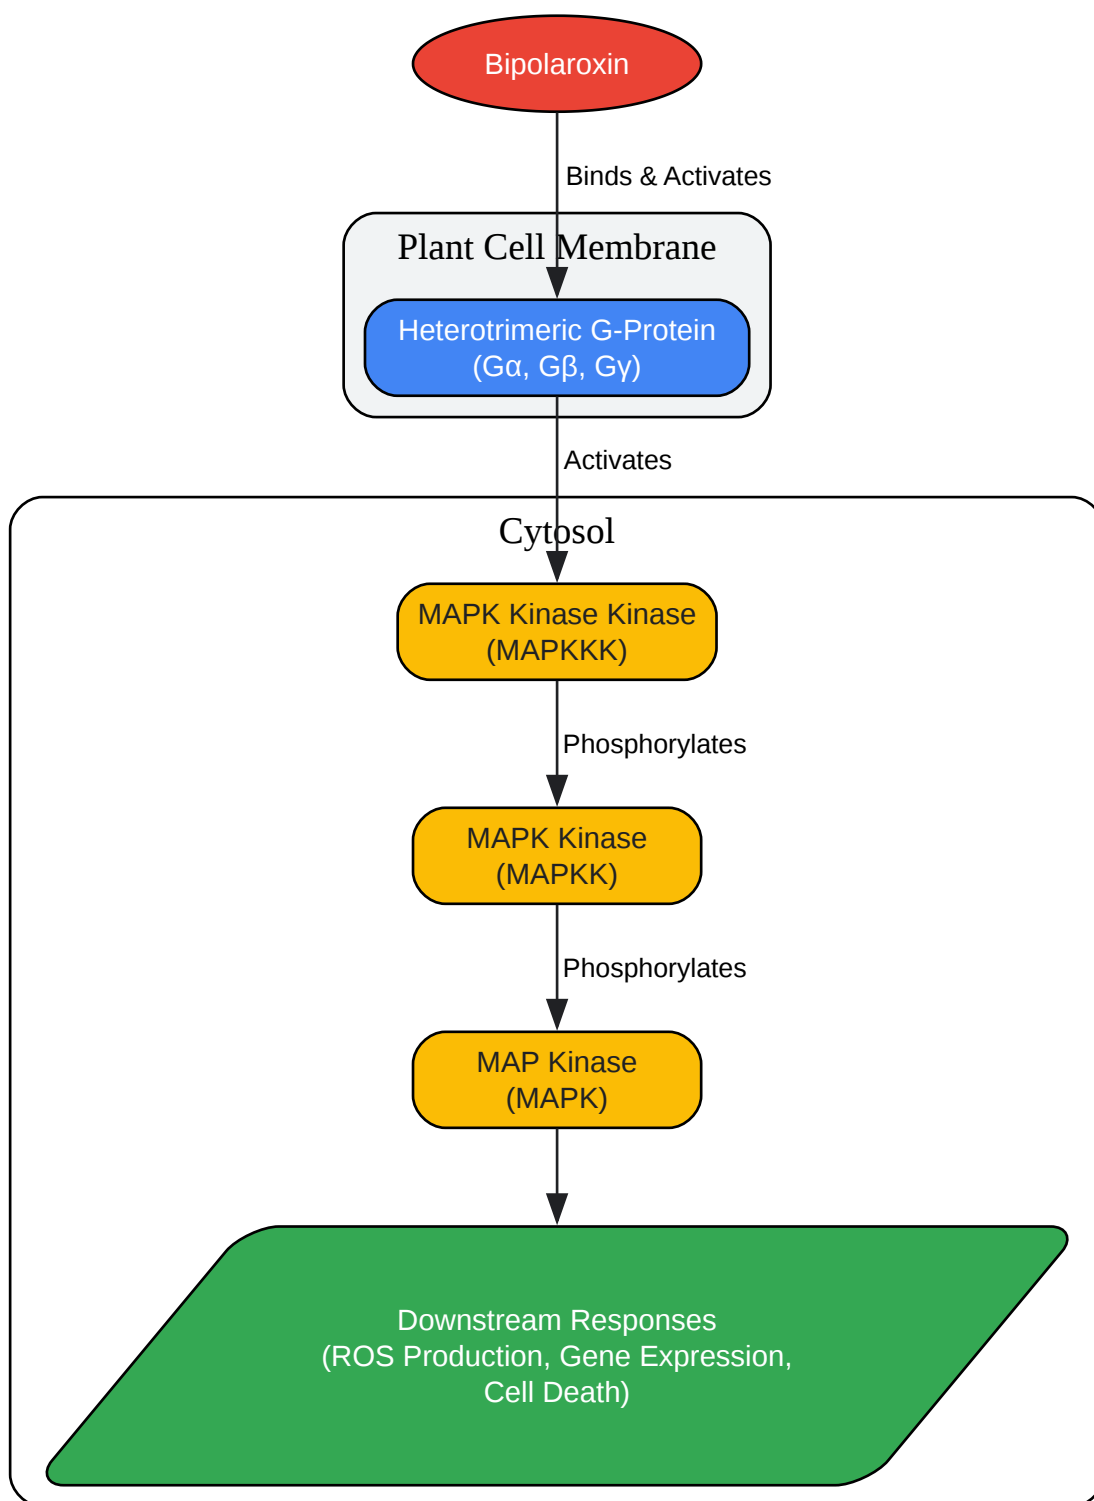 Bipolaroxin
Binds & Activates
Plant Cell Membrane
Heterotrimeric G-Protein
(Gα, Gβ, Gγ)
Activates
Cytosol
MAPK Kinase Kinase
(MAPKKK)
Phosphorylates
MAPK Kinase
(MAPKK)
Phosphorylates
MAP Kinase
(MAPK)
Downstream Responses
(ROS Production, Gene Expression,
Cell Death)